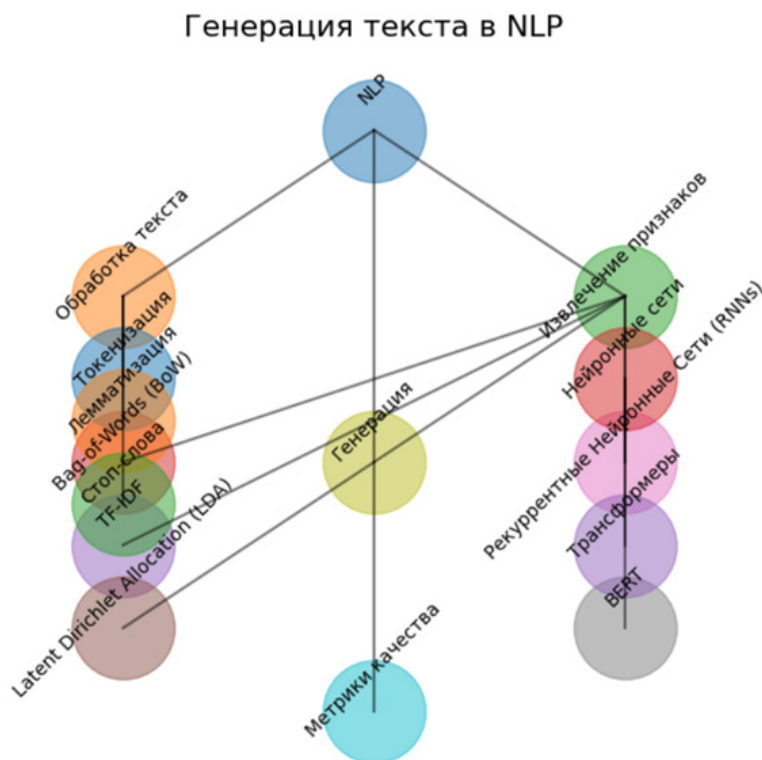 Генерация текста в NLP
NLP
Обработка текста
Извлечение признаков
Токенизация
Нейронные сети
Лемматизация
Bag-of-Words (BoW)
Рекуррентные Нейронные Сети (RNNs)
Генерация
Стоп-слова
TF-IDF
Трансформеры
Latent Dirichlet Allocation (LDA)
BERT
Метрики качества